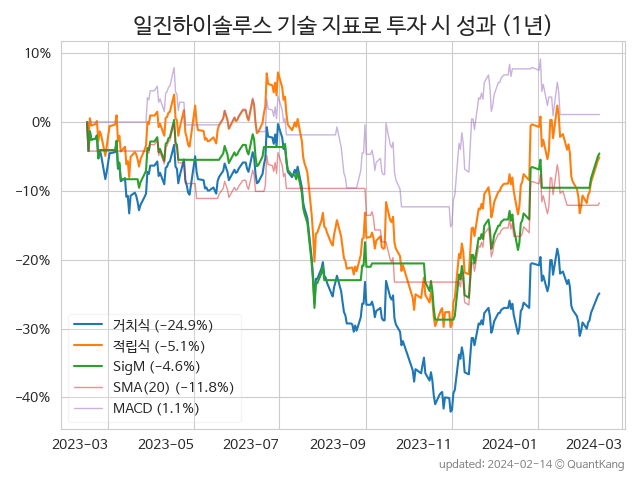 일진하이솔루스 기술 지표로 투자 시 성과 (1년)
10%
0%
−10%
−20%
−30%
−40%
거치식 (−24.9%)
적립식 (−5.1%)
SigM (−4.6%)
SMA(20) (−11.8%)
MACD (1.1%)
2023-03
2023-05
2023-07
2023-09
2023-11
2024-01
2024-03
updated: 2024-02-14 © QuantKang